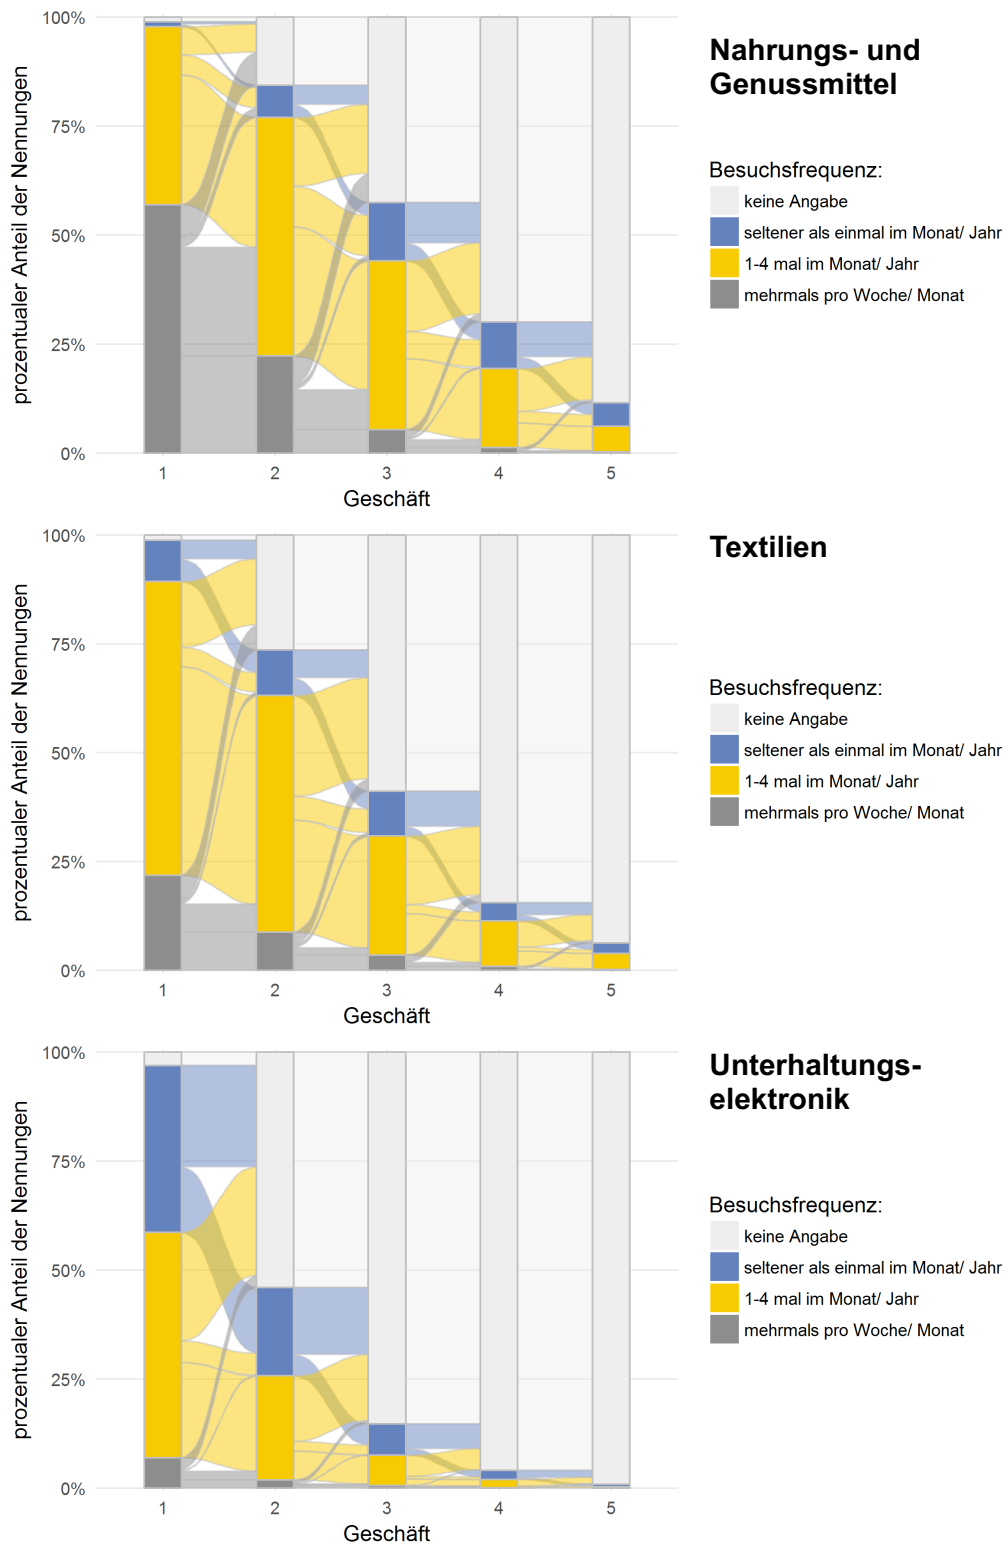 prozentualer Anteil der Nennungen
100%
75%
50%
25%
0%
1 2 3 4 5
Geschäft
Nahrungs- und
Genussmittel
Besuchsfrequenz:
keine Angabe
seltener als einmal im Monat/ Jahr
1-4 mal im Monat/ Jahr
mehrmals pro Woche/ Monat
prozentualer Anteil der Nennungen
100%
75%
50%
25%
0%
1 2 3 4 5
Geschäft
Textilien
Besuchsfrequenz:
keine Angabe
seltener als einmal im Monat/ Jahr
1-4 mal im Monat/ Jahr
mehrmals pro Woche/ Monat
prozentualer Anteil der Nennungen
100%
75%
50%
25%
0%
1 2 3 4 5
Geschäft
Unterhaltungs-
elektronik
Besuchsfrequenz:
keine Angabe
seltener als einmal im Monat/ Jahr
1-4 mal im Monat/ Jahr
mehrmals pro Woche/ Monat